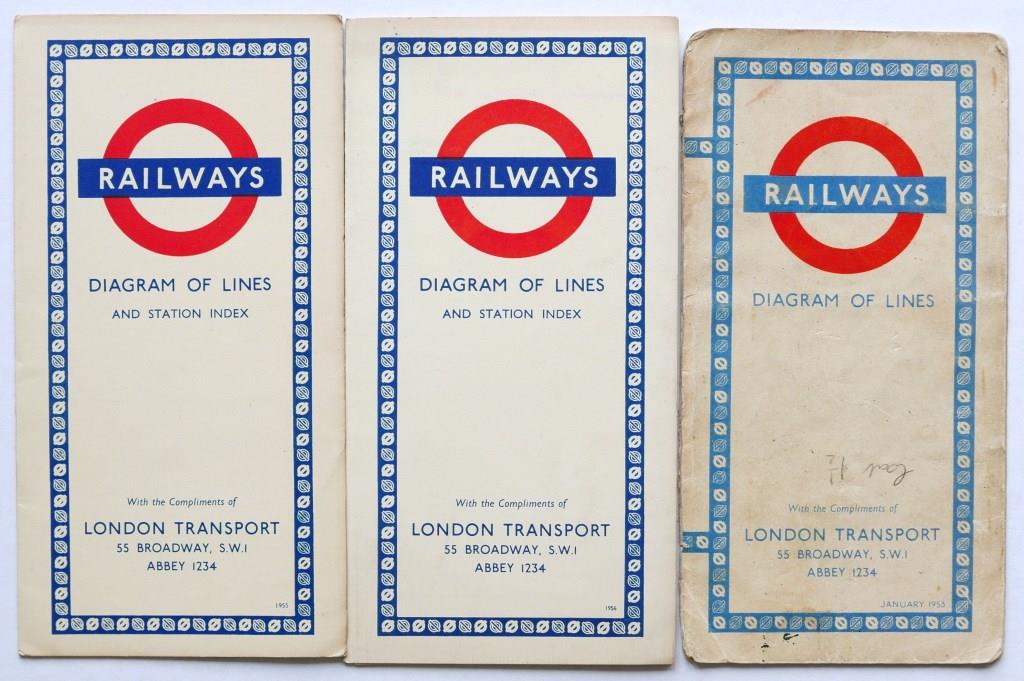 RAILWAYS
DIAGRAM OF LINES
AND STATION INDEX
With the Compliments of
LONDON TRANSPORT
55 BROADWAY, S.W.1
ABBEY 1234
1955
RAILWAYS
DIAGRAM OF LINES
AND STATION INDEX
With the Compliments of
LONDON TRANSPORT
55 BROADWAY, S.W.1
ABBEY 1234
1956
RAILWAYS
DIAGRAM OF LINES
With the Compliments of
LONDON TRANSPORT
55 BROADWAY, S.W.1
ABBEY 1234
JANUARY 1953